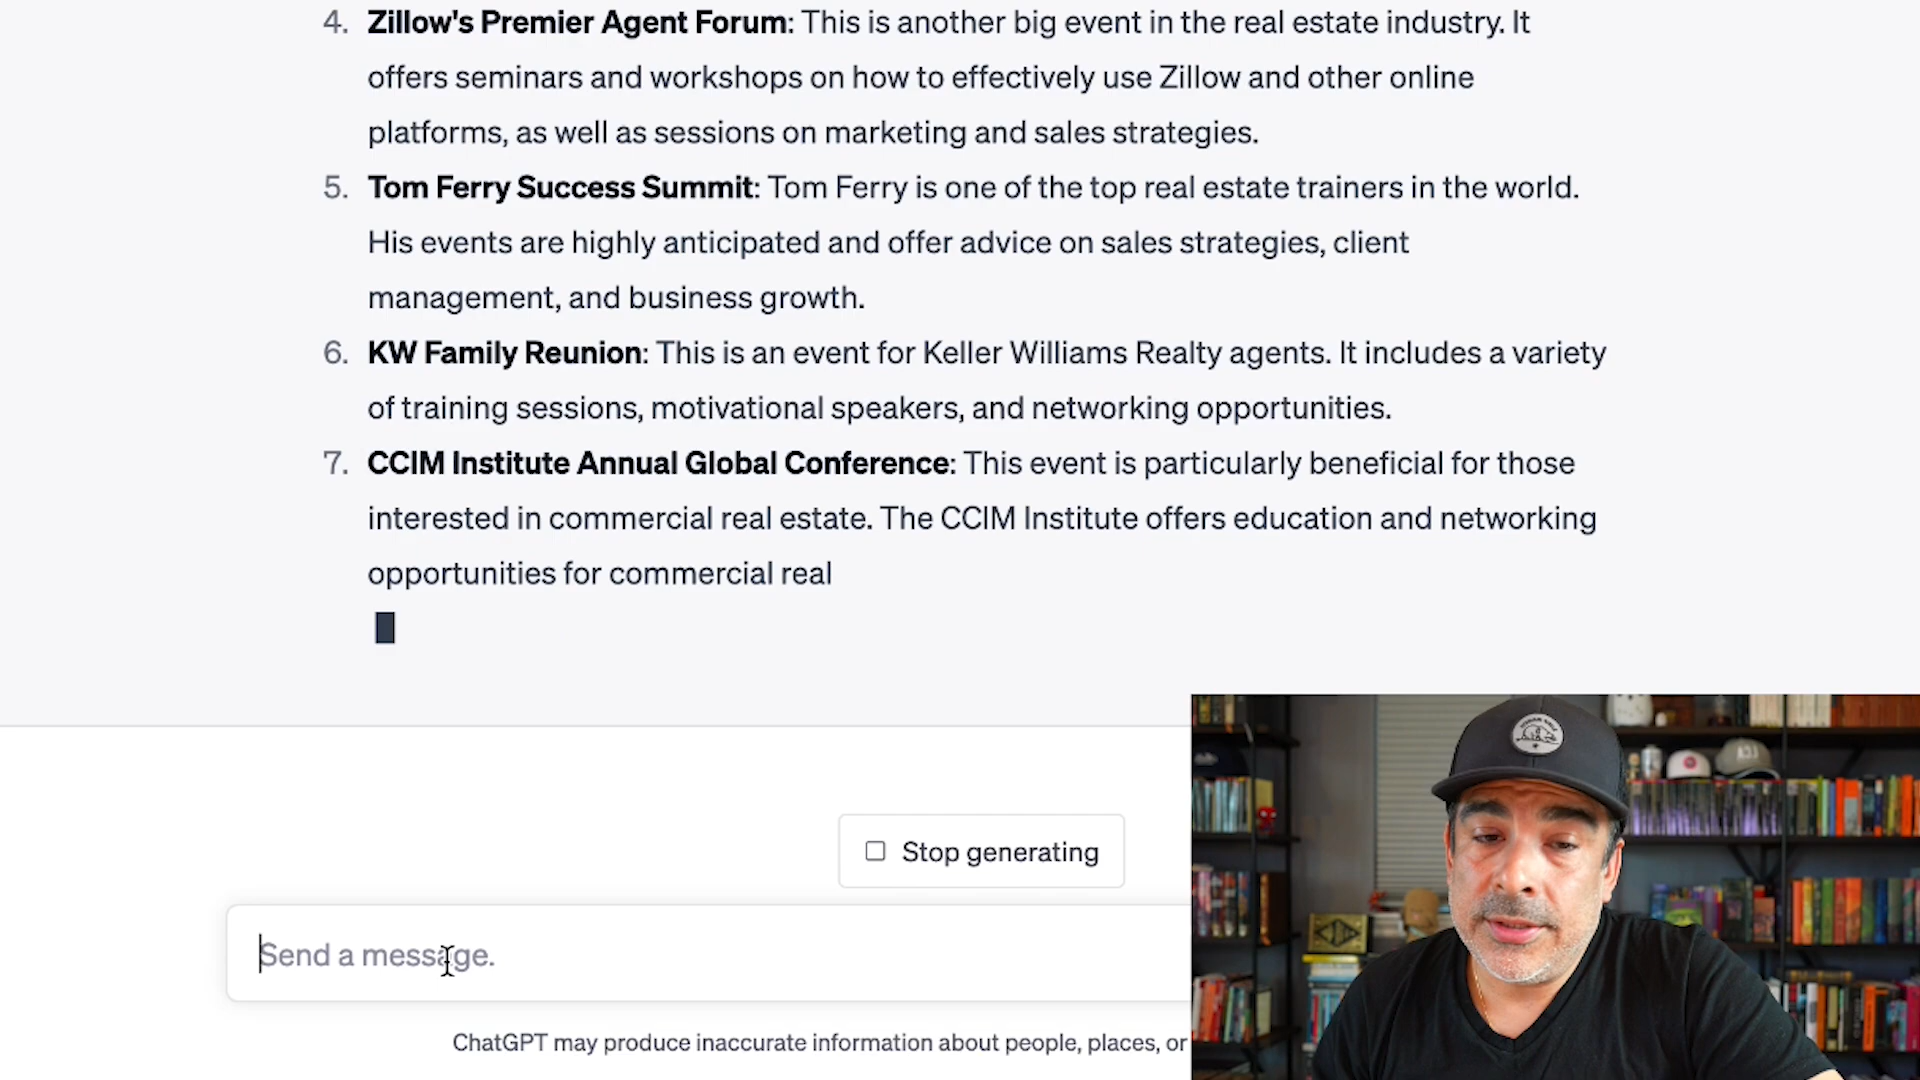 4. Zillow's Premier Agent Forum: This is another big event in the real estate industry. It
offers seminars and workshops on how to effectively use Zillow and other online
platforms, as well as sessions on marketing and sales strategies.
5. Tom Ferry Success Summit: Tom Ferry is one of the top real estate trainers in the world.
His events are highly anticipated and offer advice on sales strategies, client
management, and business growth.
6. KW Family Reunion: This is an event for Keller Williams Realty agents. It includes a variety
of training sessions, motivational speakers, and networking opportunities.
7. CCIM Institute Annual Global Conference: This event is particularly beneficial for those
interested in commercial real estate. The CCIM Institute offers education and networking
opportunities for commercial real
Stop generating
Send a message.
ChatGPT may produce inaccurate information about people, places, or